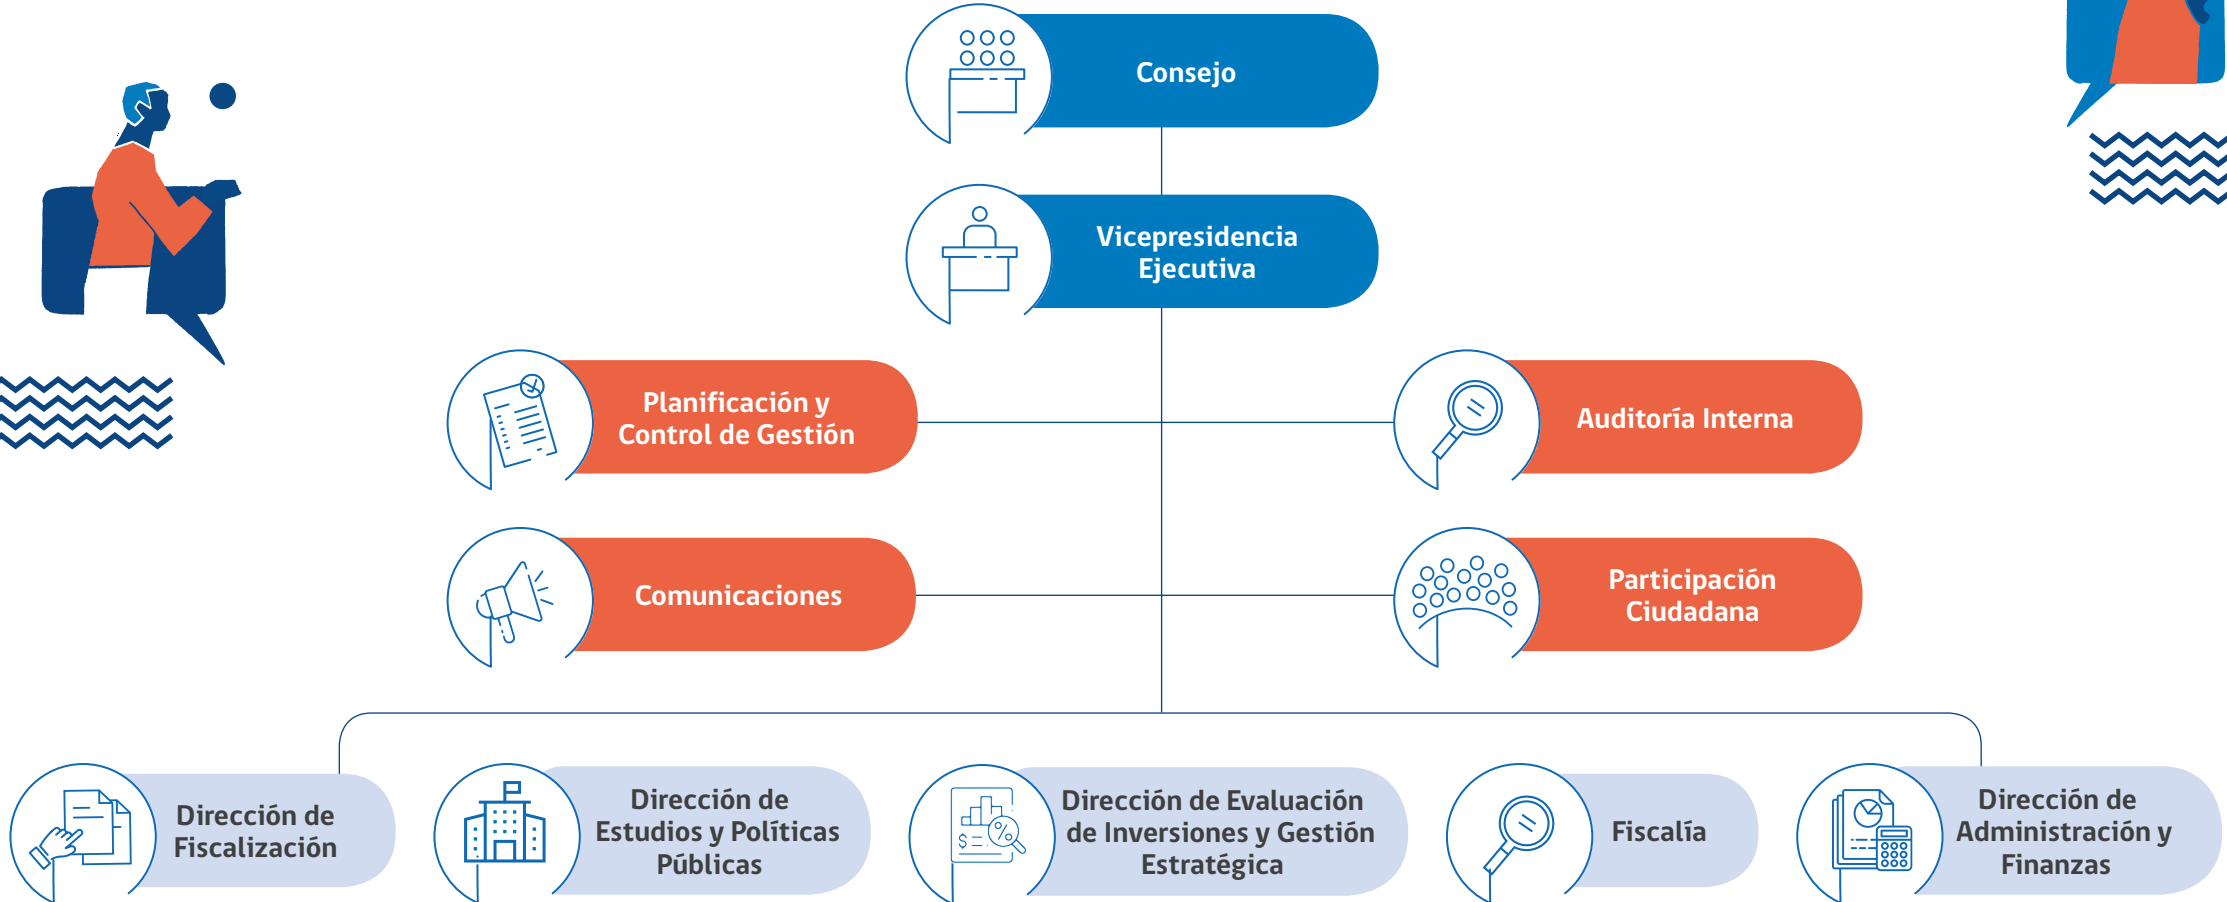 Consejo
Vicepresidencia
Ejecutiva
Planificación y
Control de Gestión
Auditoría Interna
Comunicaciones
Participación
Ciudadana
Dirección de
Fiscalización
Dirección de
Estudios y Políticas
Públicas
Dirección de Evaluación
de Inversiones y Gestión
Estratégica
Fiscalía
Dirección de
Administración y
Finanzas